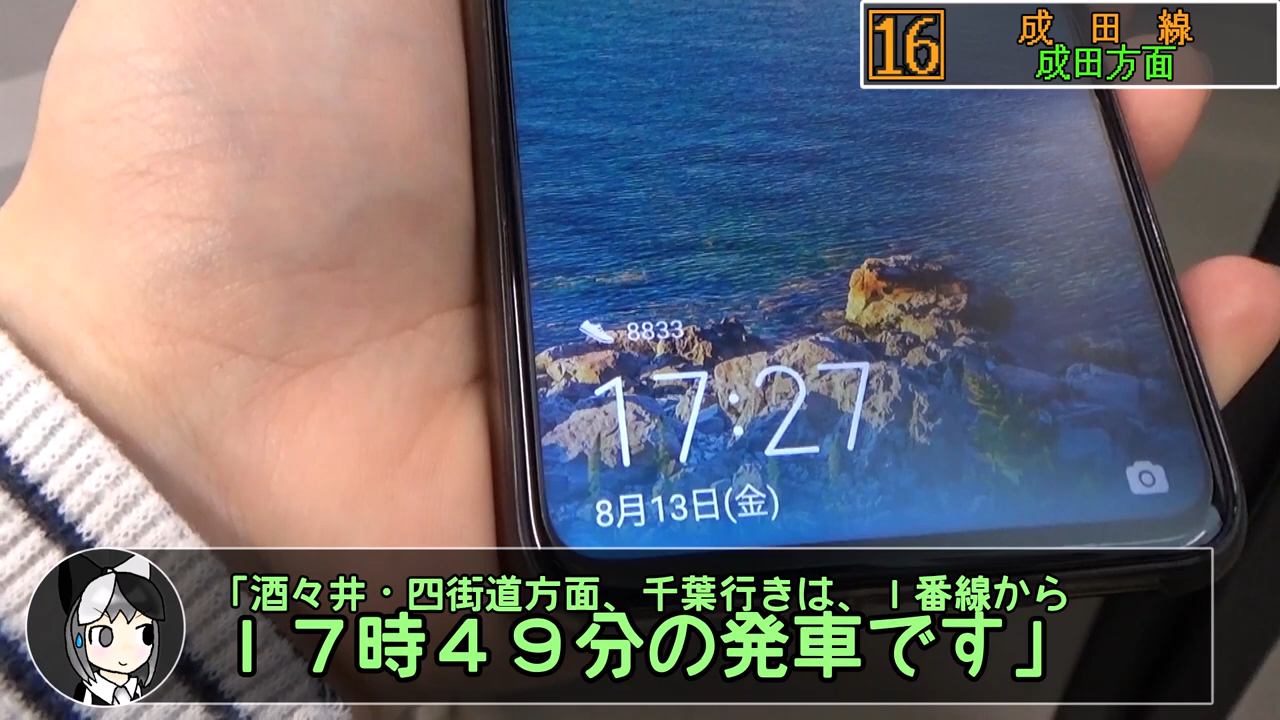 16
成田線
成田方面
8833
17:27
8月13日(金)
「酒々井・四街道方面、千葉行きは、1番線から
17時49分の発車です」